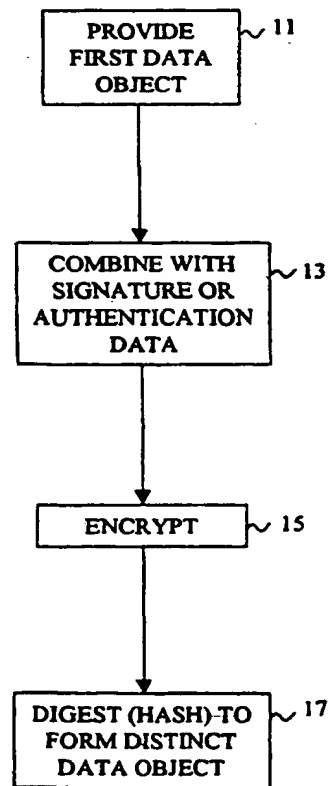 PROVIDE
FIRST DATA
OBJECT
11
COMBINE WITH
SIGNATURE OR
AUTHENTICATION
DATA
13
ENCRYPT
15
DIGEST (HASH)-TO
FORM DISTINCT
DATA OBJECT
17